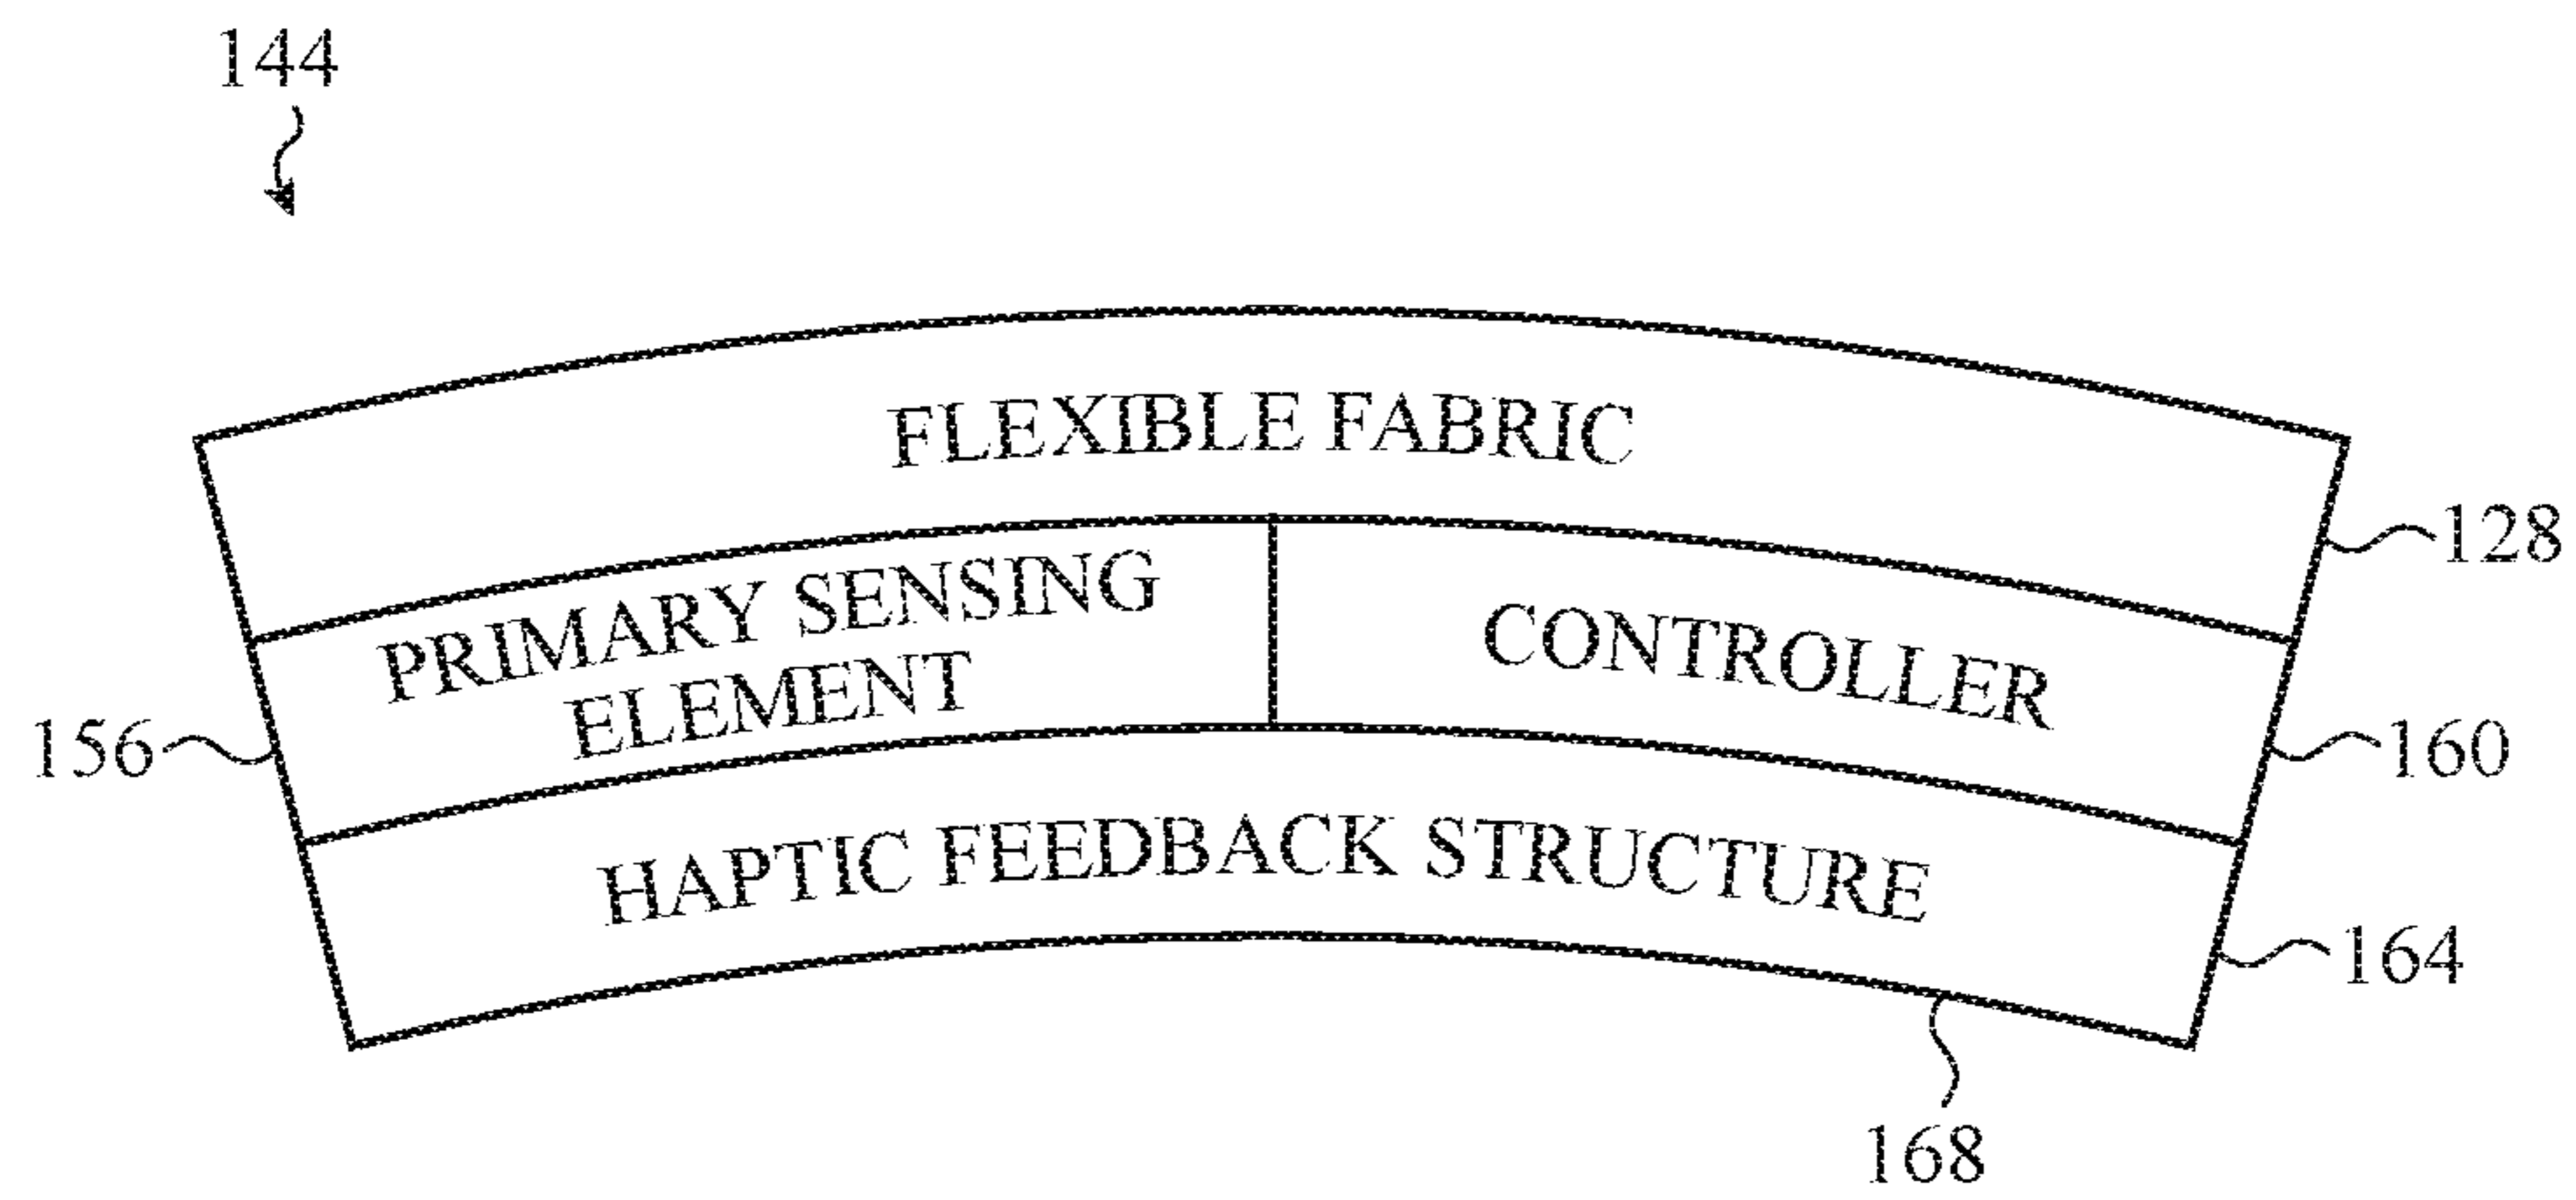 144
FLEXIBLE FABRIC
128
PRIMARY SENSING
ELEMENT
CONTROLLER
156
160
HAPTIC FEEDBACK STRUCTURE
164
168